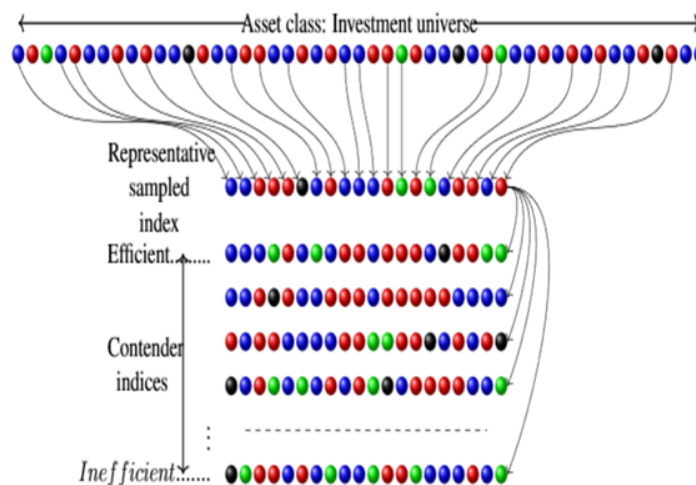 Asset class: Investment universe
Representative
sampled
index
Efficient.........
Contender
indices
Inefficient.......